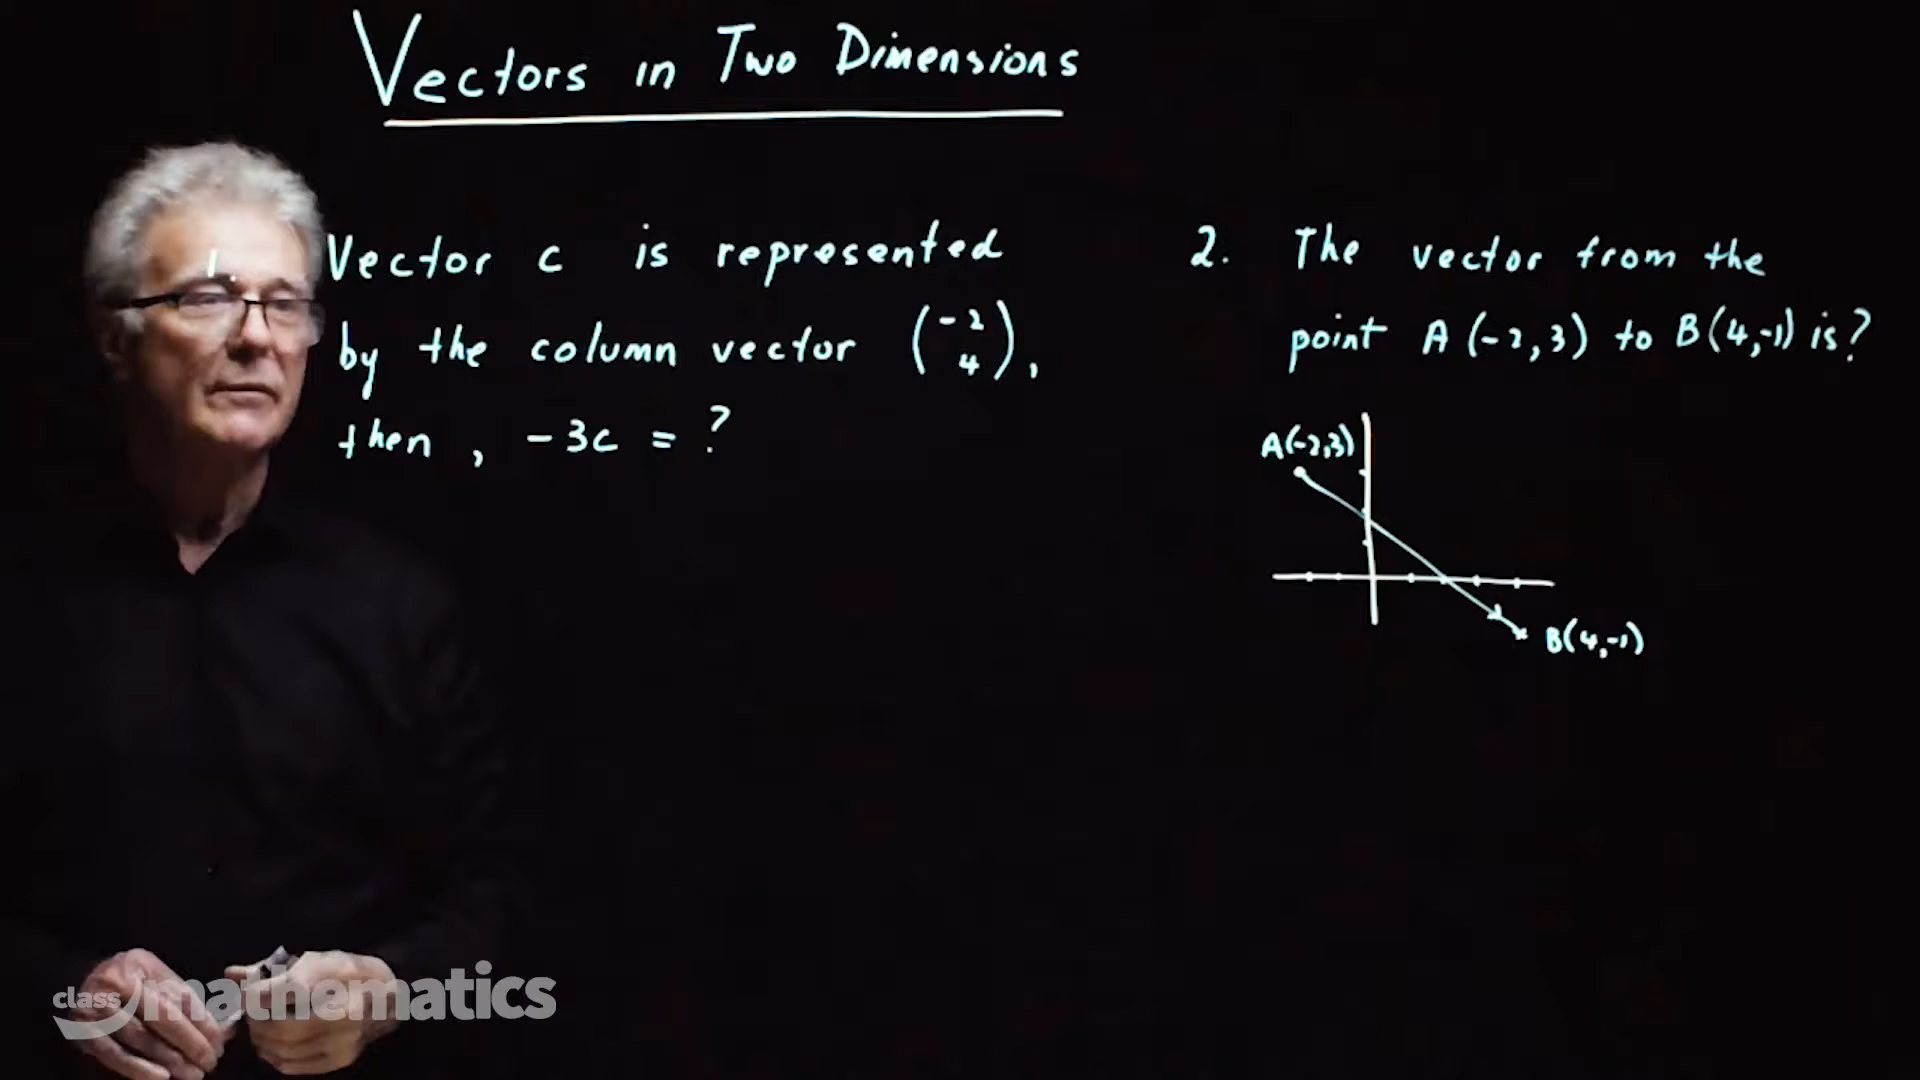 Vectors in Two Dimensions
1. Vector c is represented
by the column vector (-2
4),
then, -3c = ?
2. The vector from the
point A(-2,3) to B(4,-1) is?
A(-2,3)
B(4,-1)
class mathematics